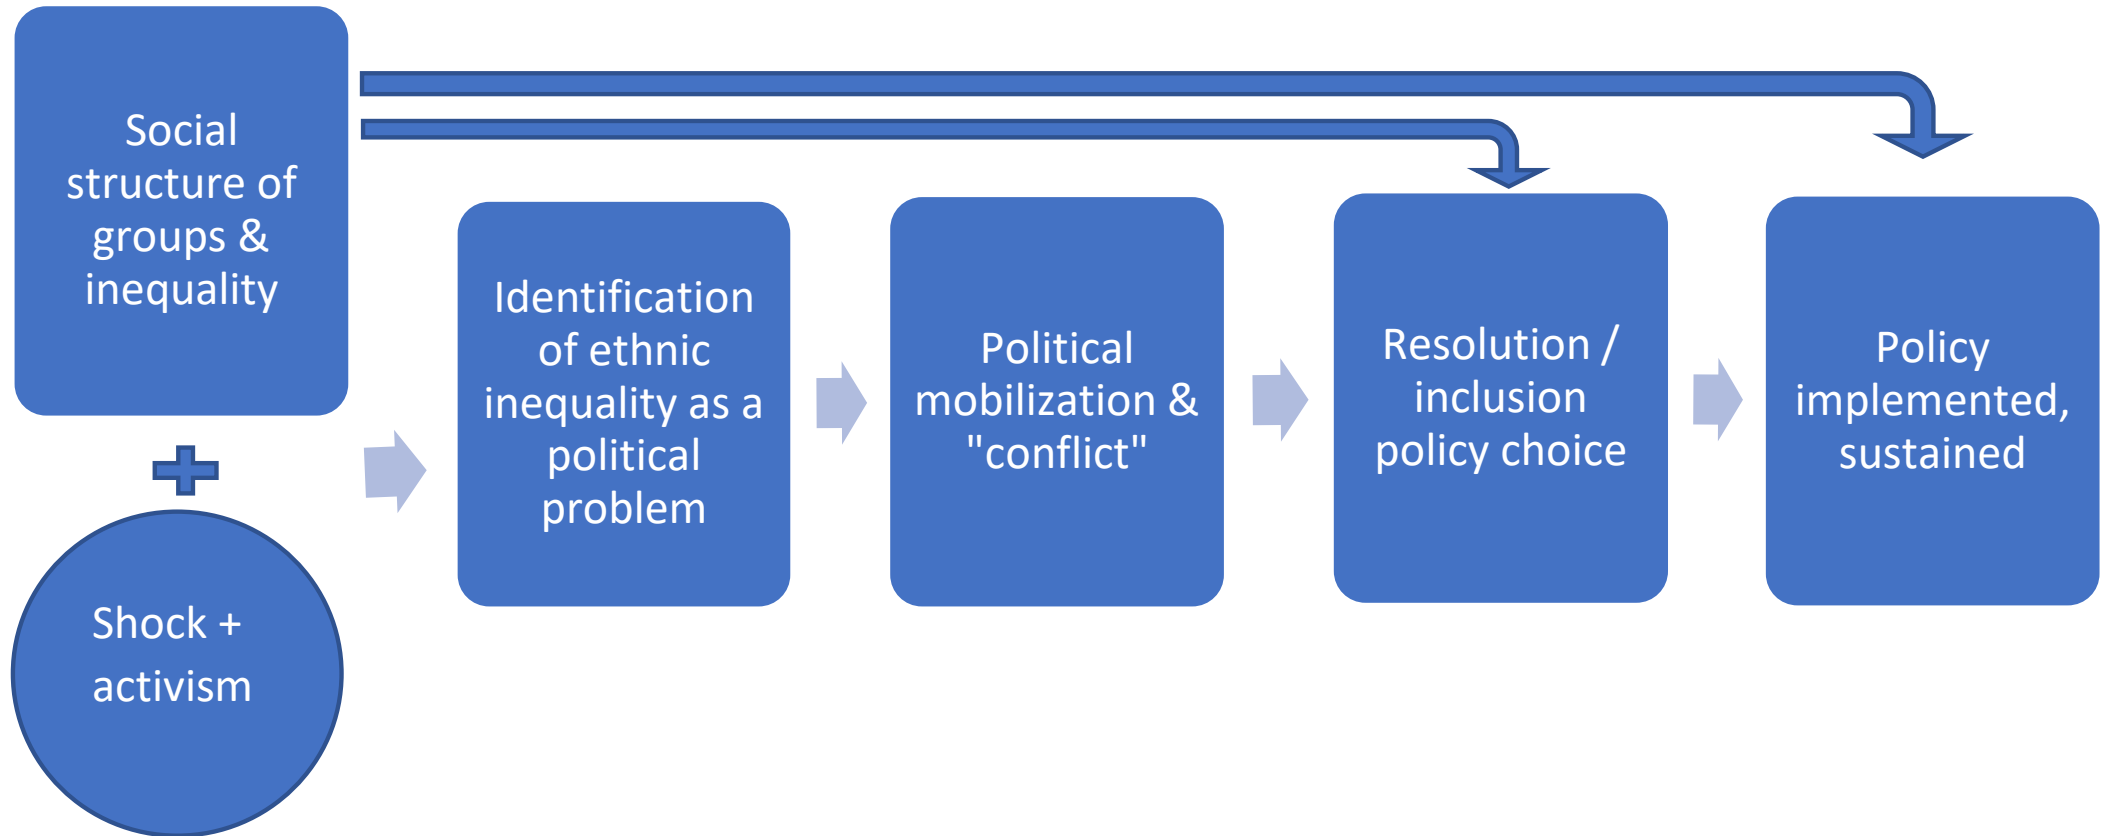 Social
structure of
groups &
inequality
Shock +
activism
Identification
of ethnic
inequality as a
political
problem
Political
mobilization &
"conflict"
Resolution /
inclusion
policy choice
Policy
implemented,
sustained